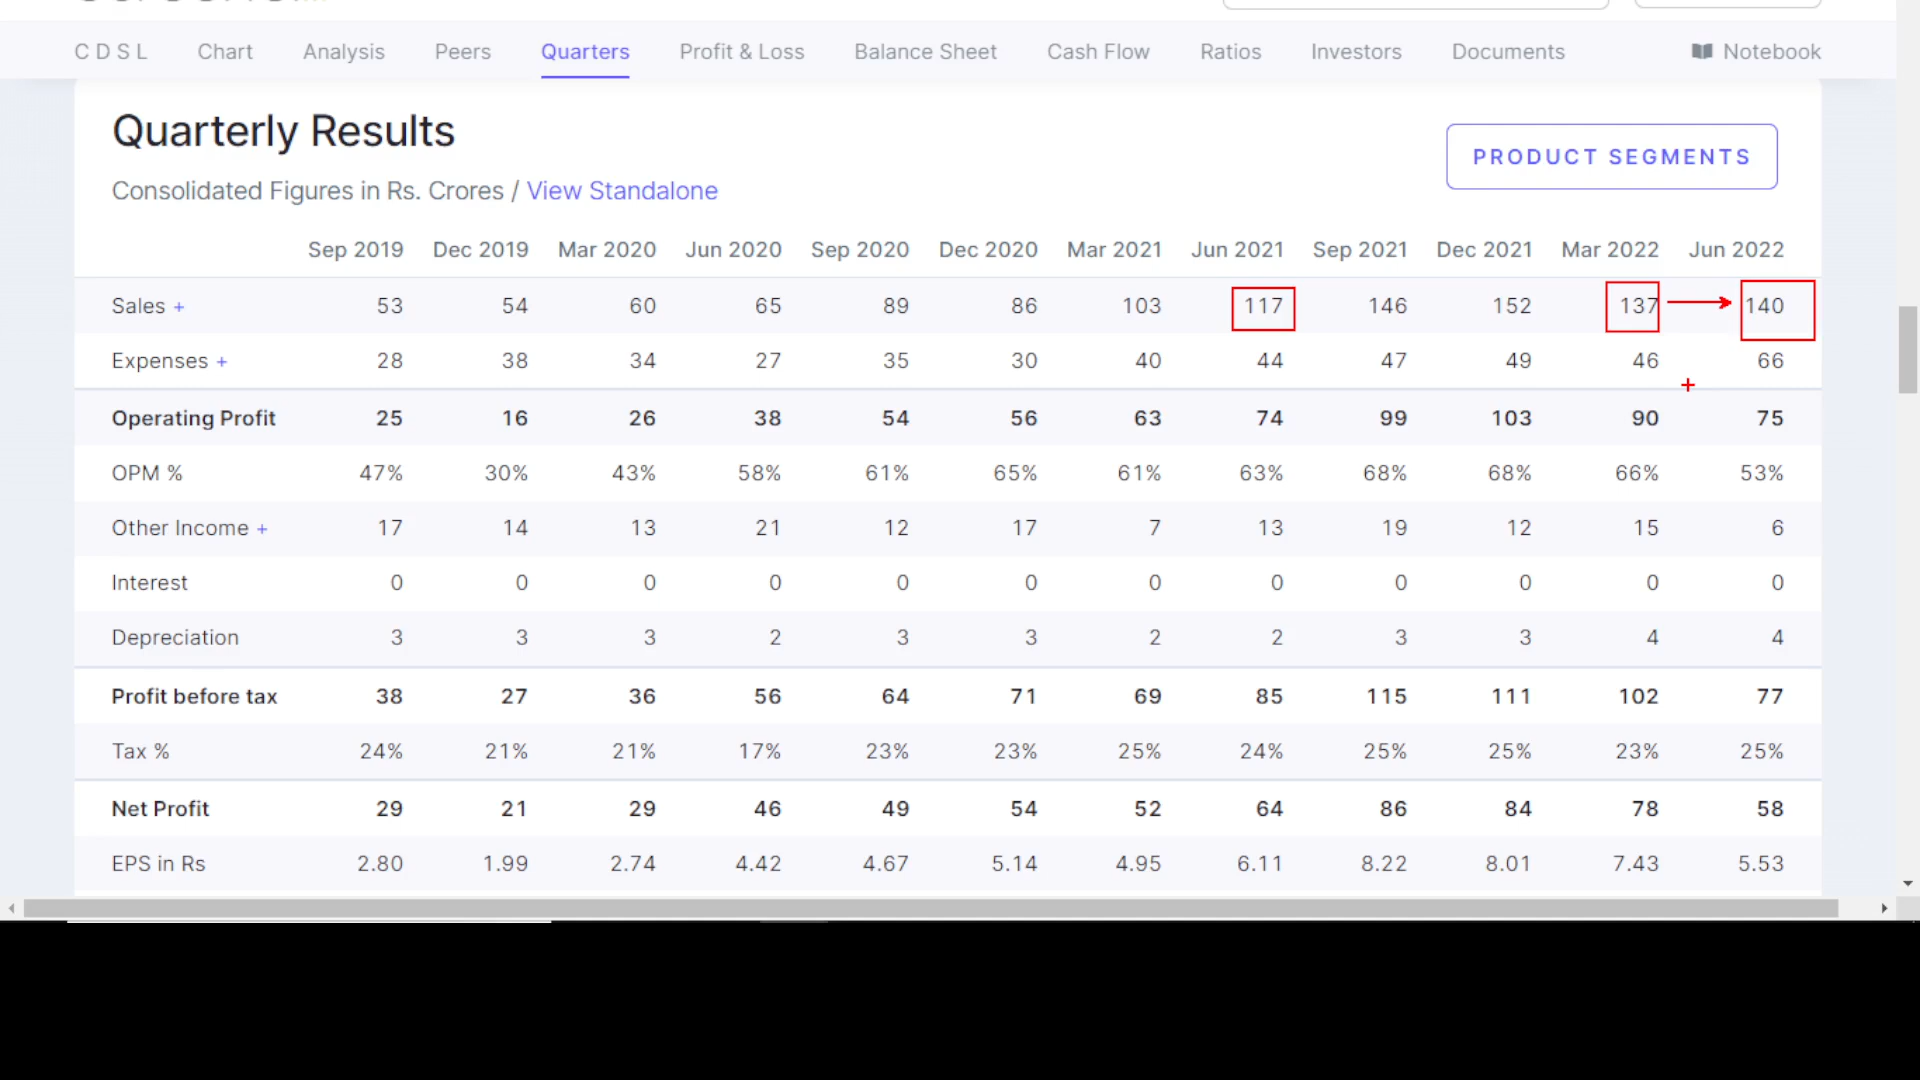 C D S L Chart Analysis Peers Quarters Profit & Loss Balance Sheet Cash Flow Ratios Investors Documents Notebook
Quarterly Results
PRODUCT SEGMENTS
Consolidated Figures in Rs. Crores / View Standalone
Sep 2019 Dec 2019 Mar 2020 Jun 2020 Sep 2020 Dec 2020 Mar 2021 Jun 2021 Sep 2021 Dec 2021 Mar 2022 Jun 2022
Sales + 53 54 60 65 89 86 103 117 146 152 137 140
Expenses + 28 38 34 27 35 30 40 44 47 49 46 66
Operating Profit 25 16 26 38 54 56 63 74 99 103 90 75
OPM % 47% 30% 43% 58% 61% 65% 61% 63% 68% 68% 66% 53%
Other Income + 17 14 13 21 12 17 7 13 19 12 15 6
Interest 0 0 0 0 0 0 0 0 0 0 0 0
Depreciation 3 3 3 2 3 3 2 2 3 3 4 4
Profit before tax 38 27 36 56 64 71 69 85 115 111 102 77
Tax % 24% 21% 21% 17% 23% 23% 25% 24% 25% 25% 23% 25%
Net Profit 29 21 29 46 49 54 52 64 86 84 78 58
EPS in Rs 2.80 1.99 2.74 4.42 4.67 5.14 4.95 6.11 8.22 8.01 7.43 5.53